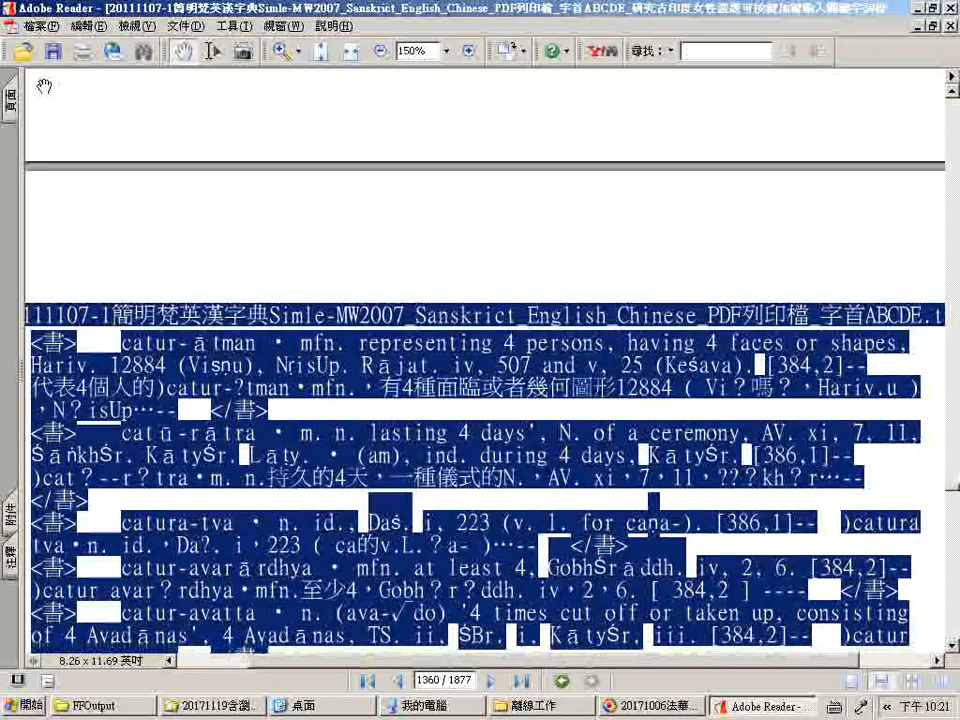 Adobe Reader - [20111107-1簡明梵英漢字典Simle-MW2007_Sanskrict_English_Chinese_PDF列印檔_字首ABCDE_研究古印度女性
檔案(F) 編輯(E) 檢視(V) 文件(D) 工具(T) 視窗(W) 說明(H)
150% 尋找：
頁面
111107-1簡明梵英漢字典Simle-MW2007_Sanskrict_English_Chinese_PDF列印檔_字首ABCDE.t
<書> catur-ātman ‧ mfn. representing 4 persons, having 4 faces or shapes,
Hariv. 12884 (Viṣṇu), NṛisUp. Rājat. iv, 507 and v, 25 (Keśava). [384,2]--
代表4個人的)catur-?tman‧mfn.，有4種面臨或者幾何圖形12884 ( Vi？嗎？，Hariv.u )
，N？isUp…-- </書>
<書> catū-rātra ‧ m. n. lasting 4 days', N. of a ceremony, AV. xi, 7, 11,
ŚāṅkhŚr. KātyŚr. Lāty. ‧ (am), ind. during 4 days, KātyŚr. [386,1]--
)cat？--r？tra‧m. n.持久的4天，一種儀式的N.，AV. xi，7，11，??？kh？r…--
</書>
<書> catura-tva ‧ n. id., Daś. i, 223 (v. l. for caṇa-). [386,1]-- )catura
tva‧n. id.，Da?. i，223 ( ca的v.L.？a- )…-- </書>
<書> catur-avarārdhya ‧ mfn. at least 4, GobhŚrāddh. iv, 2, 6. [384,2]--
)catur avar？rdhya‧mfn.至少4，Gobh？r？ddh. iv，2，6. [ 384,2 ] ---- </書>
<書> catur-avatta ‧ n. (ava-√do) '4 times cut off or taken up, consisting
of 4 Avadānas', 4 Avadānas, TS. ii, ŚBr. i, KātyŚr. iii. [384,2]-- )catur
附件
注釋
8.26 x 11.69 英吋
1360 / 1877
開始 FFOutput 20171119含瀏... 桌面 我的電腦 離線工作 20171006法華... Adobe Reader - [... 下午 10:21